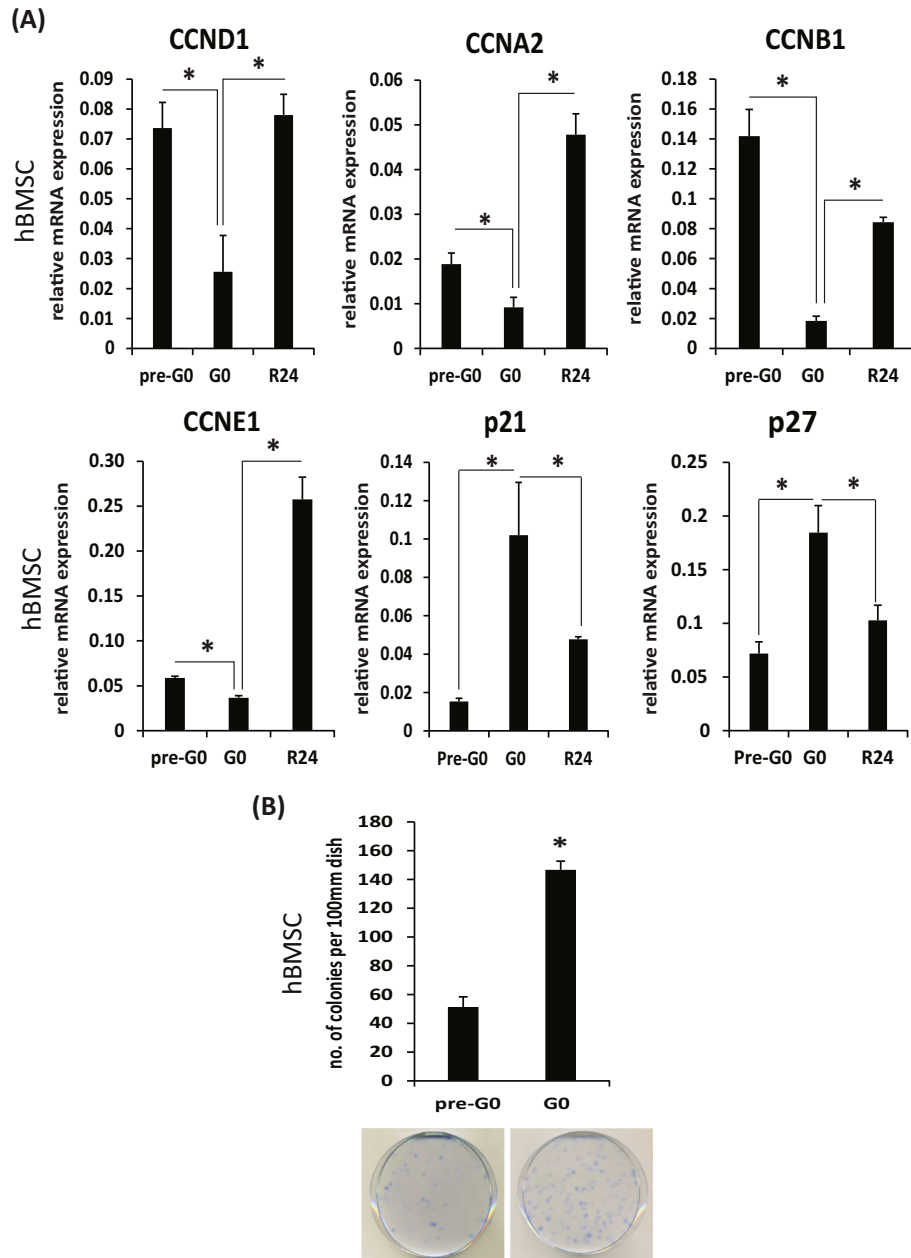 (A)
CCND1
hBMSC
relative mRNA expression
0.09
0.08
0.07
0.06
0.05
0.04
0.03
0.02
0.01
0.00
*
*
pre-G0 G0 R24
CCNA2
relative mRNA expression
0.06
0.05
0.04
0.03
0.02
0.01
0
*
*
pre-G0 G0 R24
CCNB1
relative mRNA expression
0.16
0.14
0.12
0.1
0.08
0.06
0.04
0.02
0
*
*
pre-G0 G0 R24
CCNE1
hBMSC
relative mRNA expression
0.30
0.25
0.20
0.15
0.10
0.05
0
*
*
pre-G0 G0 R24
p21
relative mRNA expression
0.14
0.12
0.1
0.08
0.06
0.04
0.02
0
*
*
Pre-G0 G0 R24
p27
relative mRNA expression
0.25
0.2
0.15
0.1
0.05
0
*
*
Pre-G0 G0 R24
(B)
hBMSC
no. of colonies per 100mm dish
180
160
140
120
100
80
60
40
20
0
*
pre-G0 G0